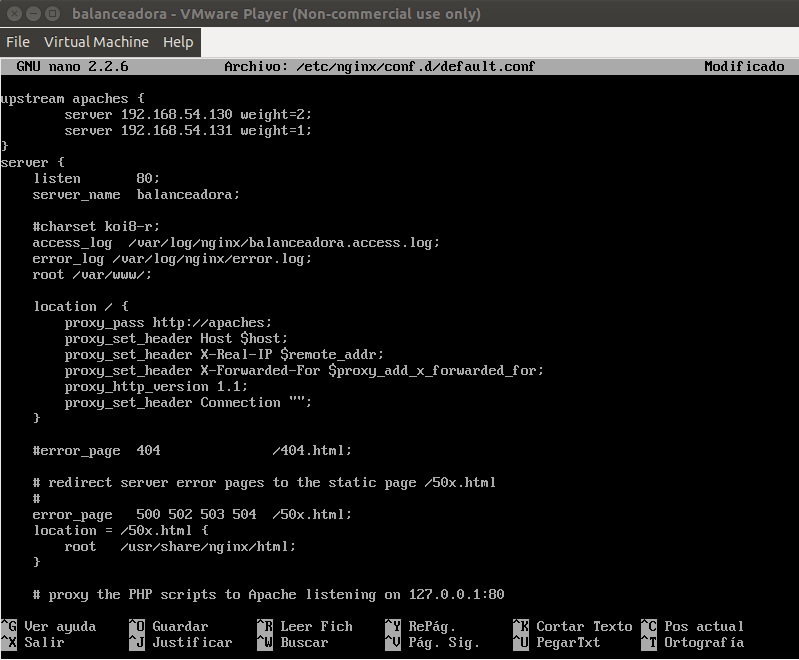 balanceadora - VMware Player (Non-commercial use only)
File Virtual Machine Help
GNU nano 2.2.6 Archivo: /etc/nginx/conf.d/default.conf Modificado
upstream apaches {
server 192.168.54.130 weight=2;
server 192.168.54.131 weight=1;
}
server {
listen 80;
server_name balanceadora;
#charset koi8-r;
access_log /var/log/nginx/balanceadora.access.log;
error_log /var/log/nginx/error.log;
root /var/www/;
location / {
proxy_pass http://apaches;
proxy_set_header Host $host;
proxy_set_header X-Real-IP $remote_addr;
proxy_set_header X-Forwarded-For $proxy_add_x_forwarded_for;
proxy_http_version 1.1;
proxy_set_header Connection "";
}
#error_page 404 /404.html;
# redirect server error pages to the static page /50x.html
#
error_page 500 502 503 504 /50x.html;
location = /50x.html {
root /usr/share/nginx/html;
}
# proxy the PHP scripts to Apache listening on 127.0.0.1:80
^G Ver ayuda ^O Guardar ^R Leer Fich ^Y RePág. ^K Cortar Texto ^C Pos actual
^X Salir ^J Justificar ^W Buscar ^V Pág. Sig. ^U PegarTxt ^T Ortografía